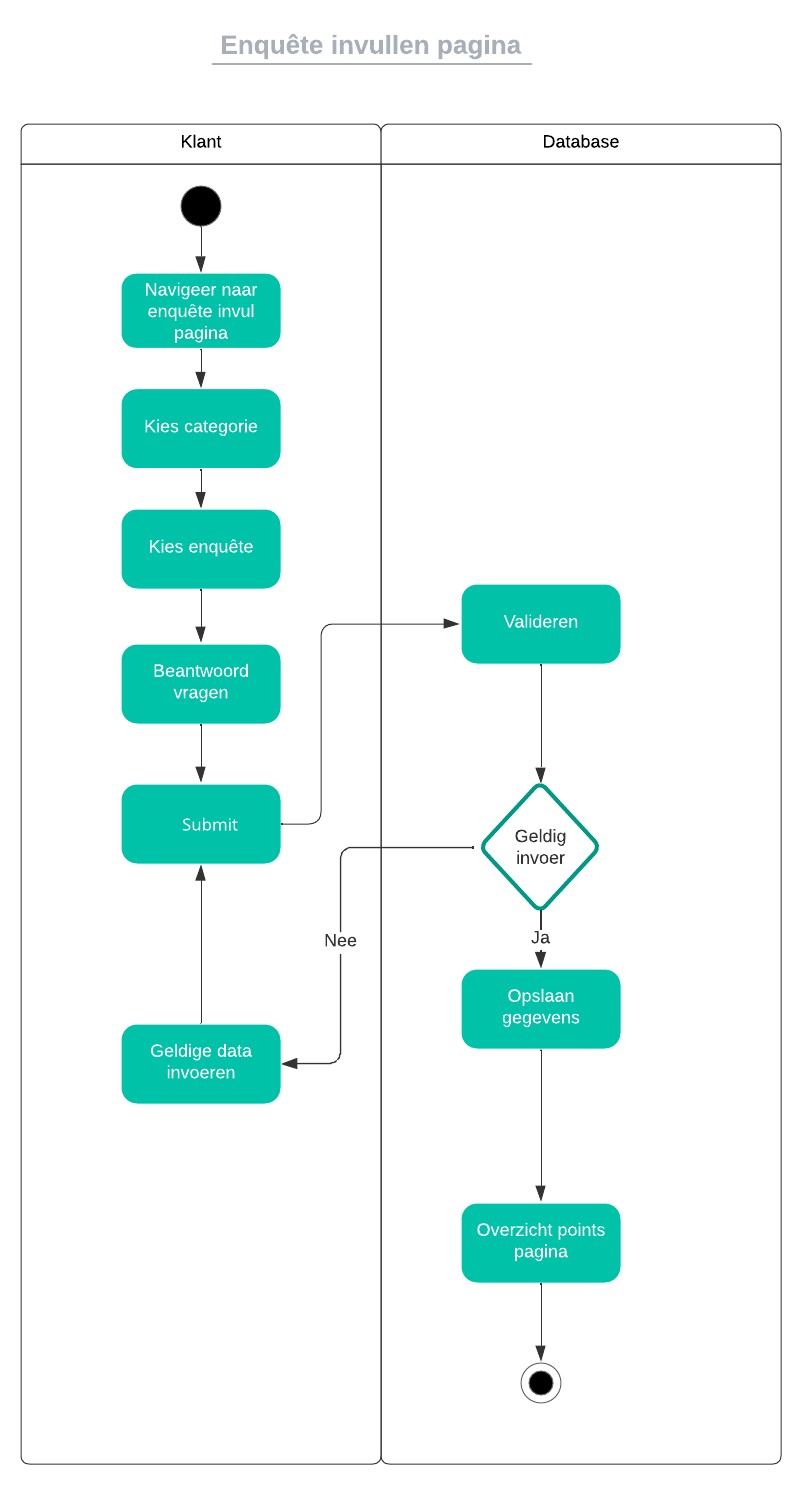 Enquête invullen pagina
Klant
Database
Navigeer naar
enquête invul
pagina
Kies categorie
Kies enquête
Beantwoord
vragen
Submit
Valideren
Geldig
invoer
Nee
Ja
Geldige data
invoeren
Opslaan
gegevens
Overzicht points
pagina